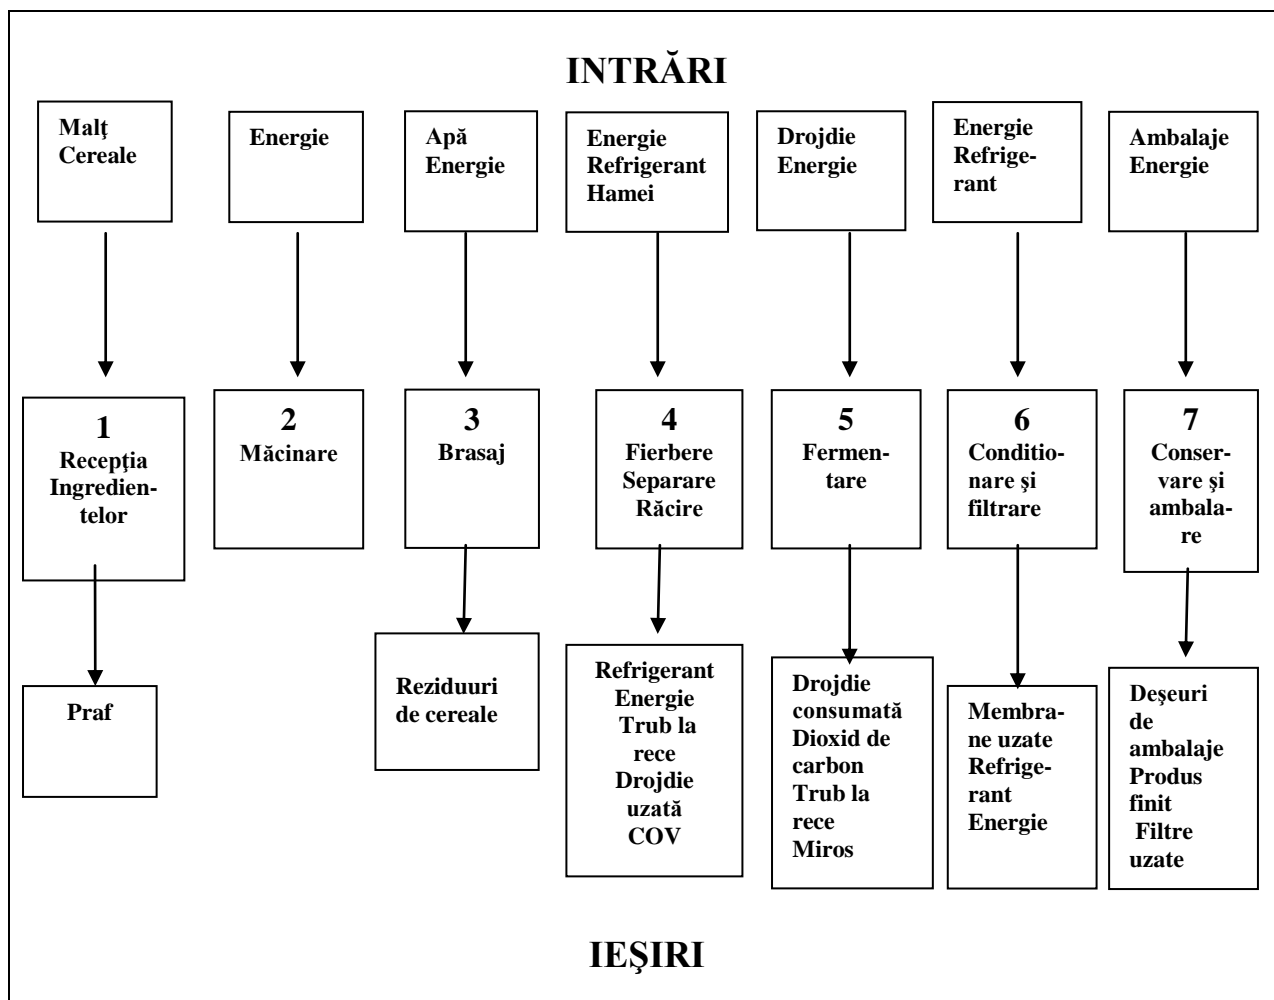 INTRĂRI
Malţ
Cereale
Energie
Apă
Energie
Energie
Refrigerant
Hamei
Drojdie
Energie
Energie
Refrige-
rant
Ambalaje
Energie
1
Recepţia
Ingredien-
telor
2
Măcinare
3
Brasaj
4
Fierbere
Separare
Răcire
5
Fermen-
tare
6
Conditio-
nare şi
filtrare
7
Conser-
vare şi
ambala-
re
Praf
Reziduuri
de cereale
Refrigerant
Energie
Trub la
rece
Drojdie
uzată
COV
Drojdie
consumată
Dioxid de
carbon
Trub la
rece
Miros
Membra-
ne uzate
Refrige-
rant
Energie
Deşeuri
de
ambalaje
Produs
finit
Filtre
uzate
IEŞIRI